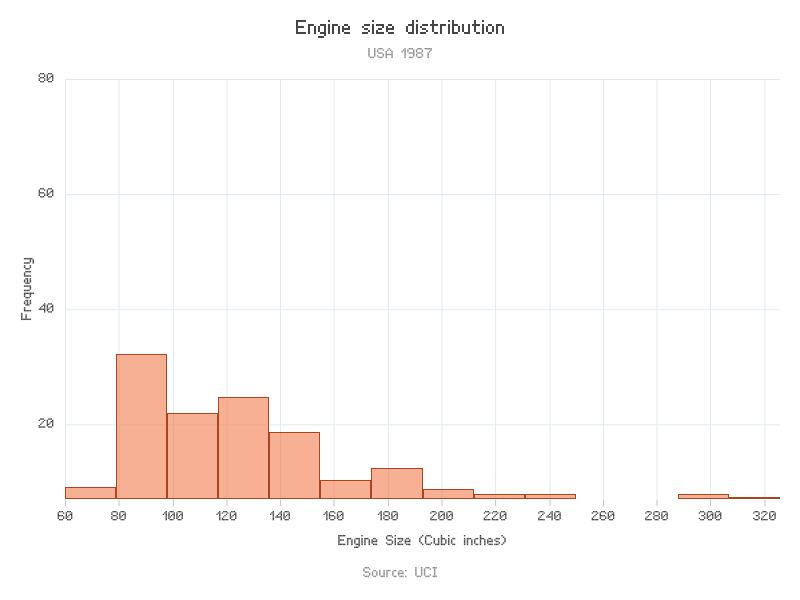 Engine size distribution
USA 1987
80
60
40
20
Frequency
60 80 100 120 140 160 180 200 220 240 260 280 300 320
Engine Size (Cubic inches)
Source: UCI